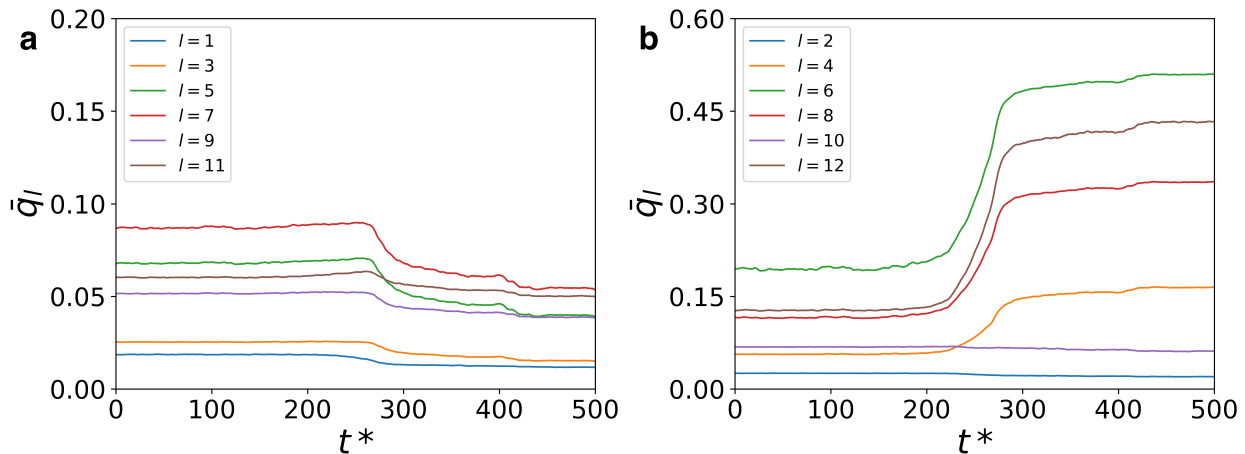 a
0.20
0.15
0.10
0.05
0.00
q̄_l
l = 1
l = 3
l = 5
l = 7
l = 9
l = 11
0 100 200 300 400 500
t*
b
0.60
0.45
0.30
0.15
0.00
q̄_l
l = 2
l = 4
l = 6
l = 8
l = 10
l = 12
0 100 200 300 400 500
t*